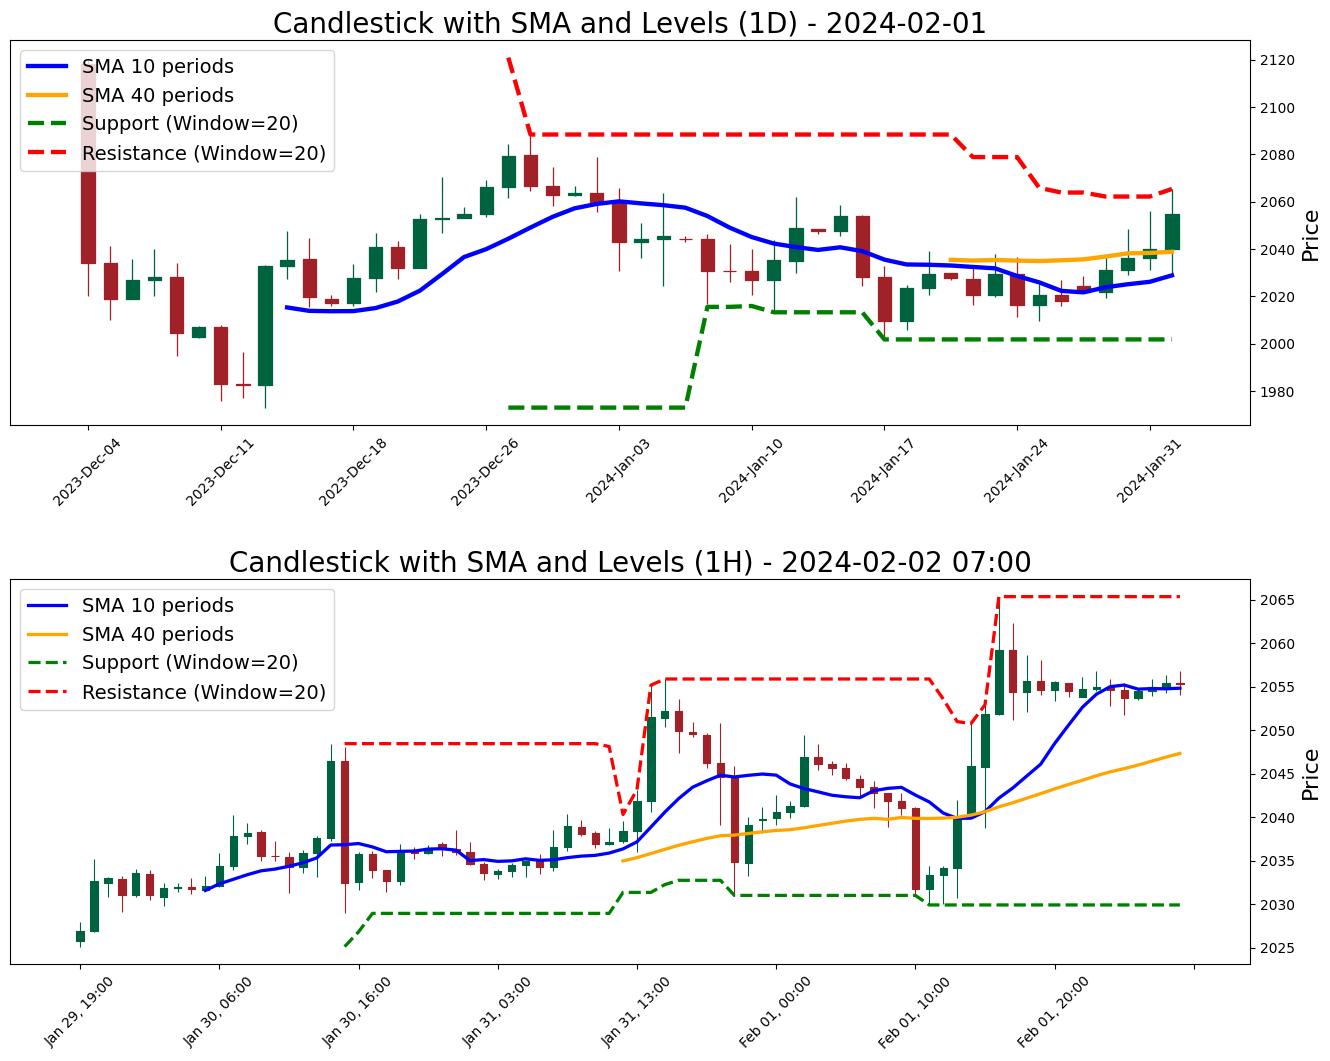 Candlestick with SMA and Levels (1D) - 2024-02-01
SMA 10 periods
SMA 40 periods
Support (Window=20)
Resistance (Window=20)
2120
2100
2080
2060
2040
2020
2000
1980
Price
2023-Dec-04
2023-Dec-11
2023-Dec-18
2023-Dec-26
2024-Jan-03
2024-Jan-10
2024-Jan-17
2024-Jan-24
2024-Jan-31
Candlestick with SMA and Levels (1H) - 2024-02-02 07:00
SMA 10 periods
SMA 40 periods
Support (Window=20)
Resistance (Window=20)
2065
2060
2055
2050
2045
2040
2035
2030
2025
Price
Jan 29, 19:00
Jan 30, 06:00
Jan 30, 16:00
Jan 31, 03:00
Jan 31, 13:00
Feb 01, 00:00
Feb 01, 10:00
Feb 01, 20:00